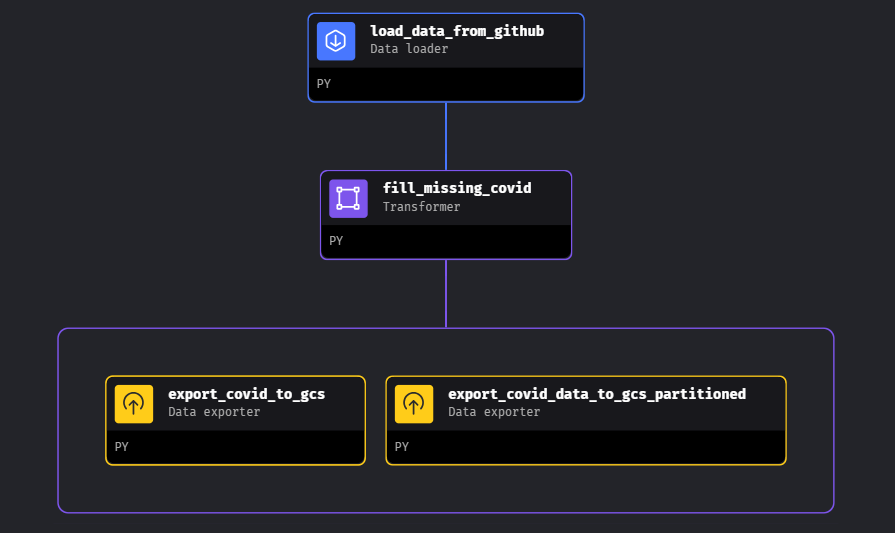 load_data_from_github
Data loader
PY
fill_missing_covid
Transformer
PY
export_covid_to_gcs
Data exporter
PY
export_covid_data_to_gcs_partitioned
Data exporter
PY